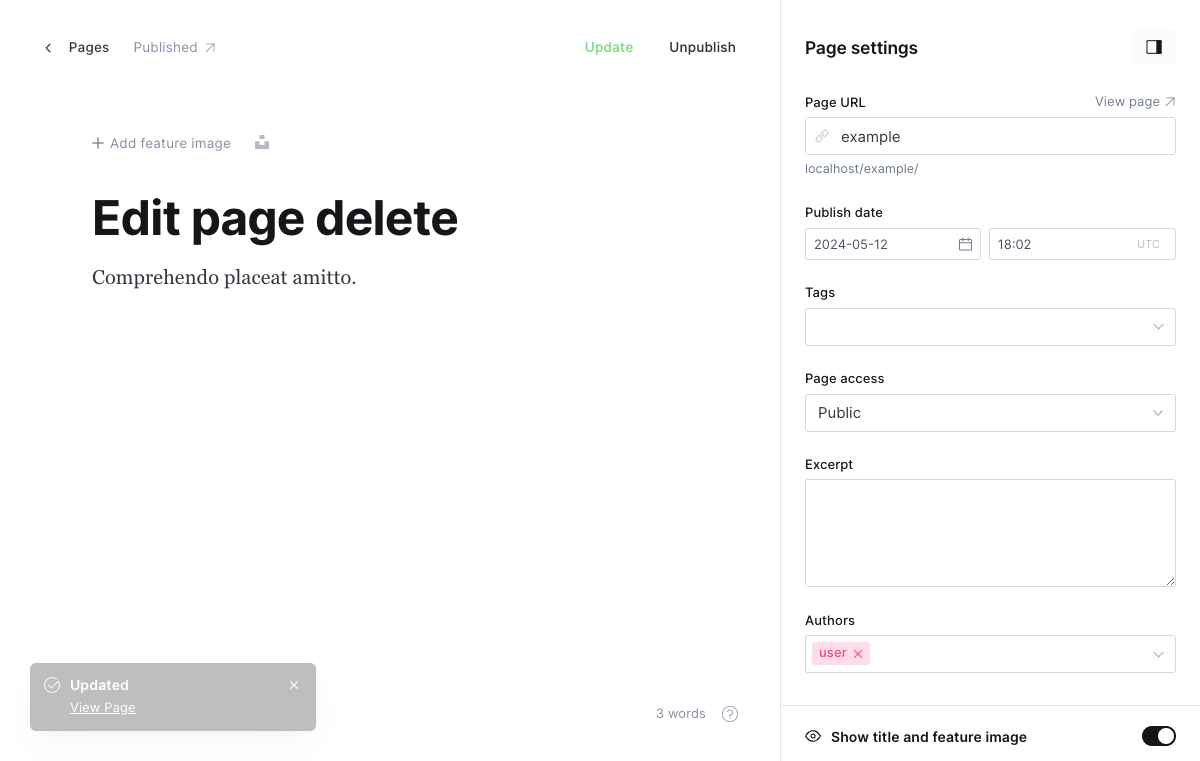 Pages
Published
Update
Unpublish
Add feature image
Edit page delete
Comprehendo placeat amitto.
Updated
View Page
3 words
?
Page settings
Page URL
View page
example
localhost/example/
Publish date
2024-05-12
18:02
UTC
Tags
Page access
Public
Excerpt
Authors
user
Show title and feature image